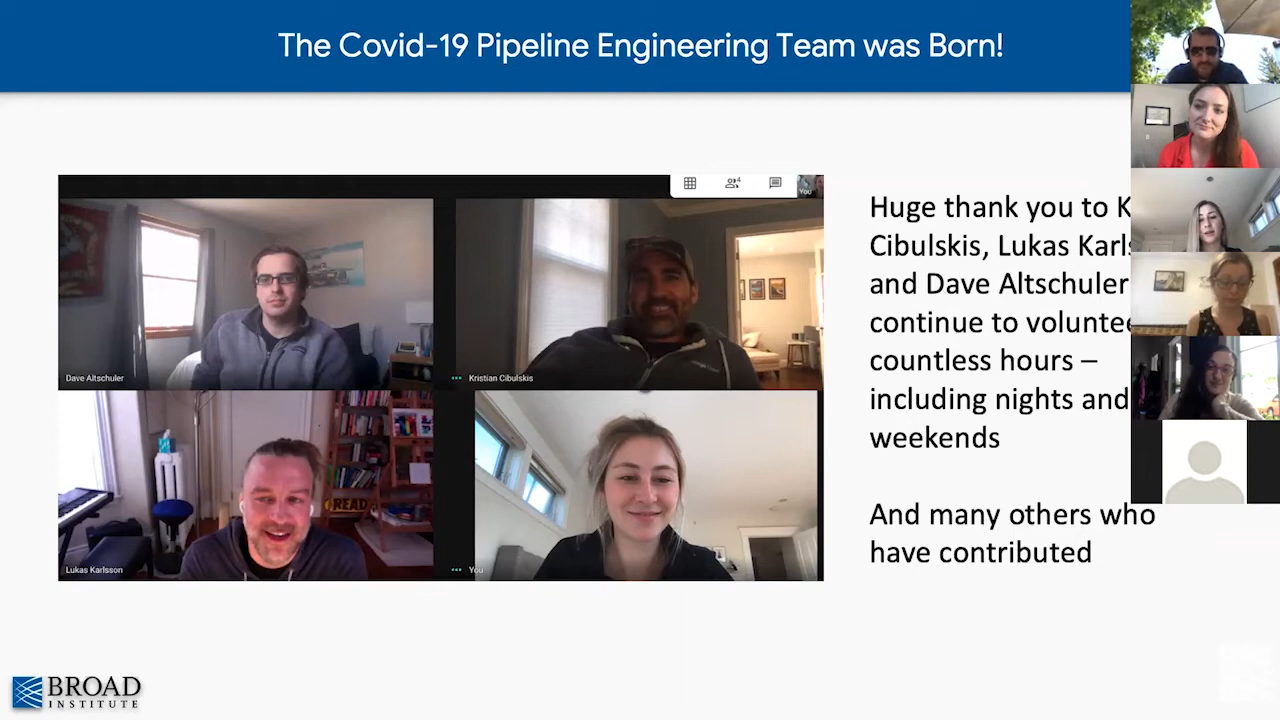 The Covid-19 Pipeline Engineering Team was Born!
You
Dave Altschuler
Kristian Cibulskis
READ
Lukas Karlsson
You
Huge thank you to
Cibulskis, Lukas
and Dave Altschuler
continue to
countless hours –
including nights and
weekends
And many others who
have contributed
BROAD
INSTITUTE